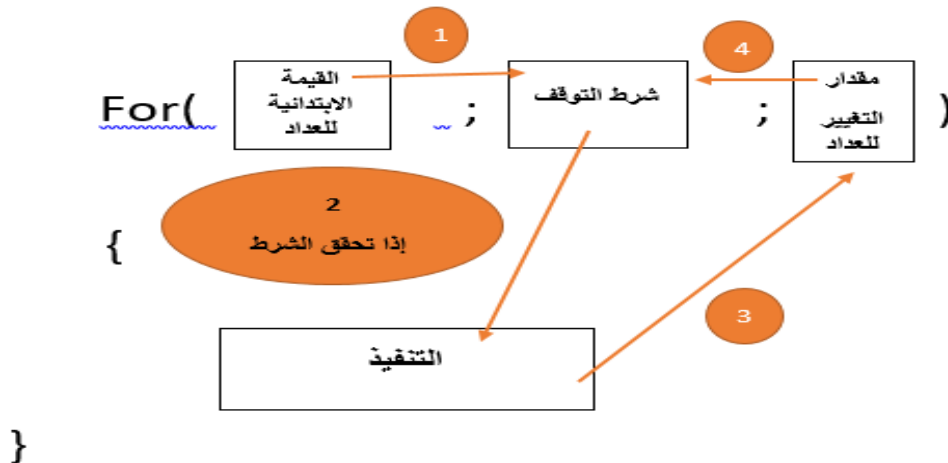 1
4
For( القيمة الابتدائية للعداد ; شرط التوقف ; مقدار التغيير للعداد )
2
{ إذا تحقق الشرط
3
التنفيذ
}